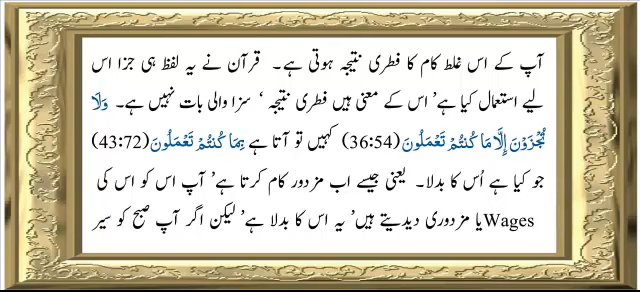 آپ کے اس غلط کام کا فطری نتیجہ ہوتی ہے۔ قرآن نے یہ لفظ ہی جزا اس
لیے استعمال کیا ہے’ اس کے معنی ہیں فطری نتیجہ ‘ سزا والی بات نہیں ہے۔ وَلَا
تُجْزَوْنَ إِلَّا مَا كُنتُمْ تَعْمَلُونَ (36:54) کہیں تو آتا ہے بِمَا كُنتُمْ تَعْمَلُونَ (43:72)
جو کیا ہے اُس کا بدلا۔ یعنی جیسے اب مزدور کام کرتا ہے’ آپ اس کو اس کی
Wages یا مزدوری دیدیتے ہیں’ یہ اس کا بدلا ہے’ لیکن اگر آپ صبح کو سیر